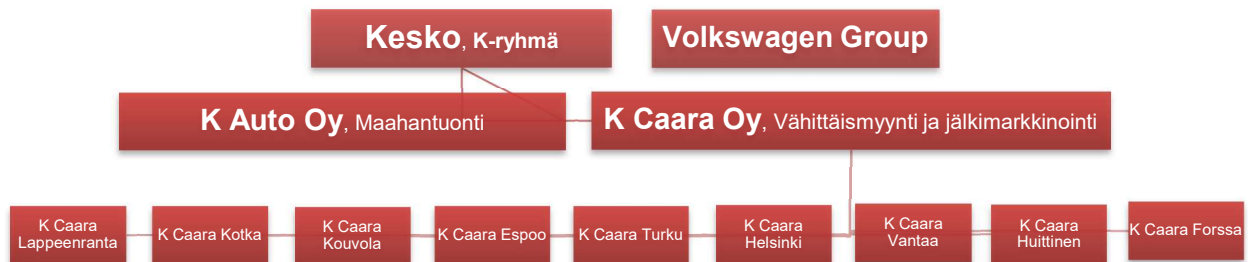 Kesko, K-ryhmä
Volkswagen Group
K Auto Oy, Maahantuonti
K Caara Oy, Vähittäismyynti ja jälkimarkkinointi
K Caara
Lappeenranta
K Caara Kotka
K Caara
Kouvola
K Caara Espoo
K Caara Turku
K Caara
Helsinki
K Caara
Vantaa
K Caara
Huittinen
K Caara Forssa